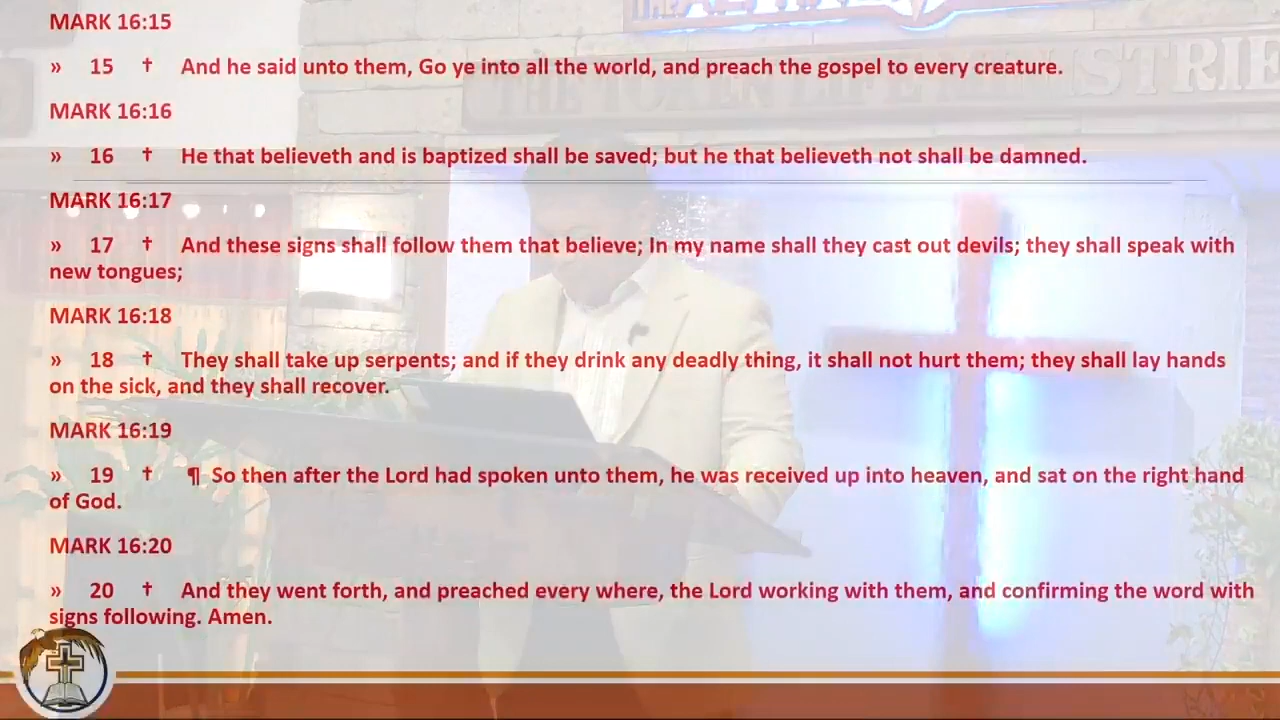 MARK 16:15
» 15 ✝ And he said unto them, Go ye into all the world, and preach the gospel to every creature.
MARK 16:16
» 16 ✝ He that believeth and is baptized shall be saved; but he that believeth not shall be damned.
MARK 16:17
» 17 ✝ And these signs shall follow them that believe; In my name shall they cast out devils; they shall speak with
new tongues;
MARK 16:18
» 18 ✝ They shall take up serpents; and if they drink any deadly thing, it shall not hurt them; they shall lay hands
on the sick, and they shall recover.
MARK 16:19
» 19 ✝ ¶ So then after the Lord had spoken unto them, he was received up into heaven, and sat on the right hand
of God.
MARK 16:20
» 20 ✝ And they went forth, and preached every where, the Lord working with them, and confirming the word with
signs following. Amen.
THE